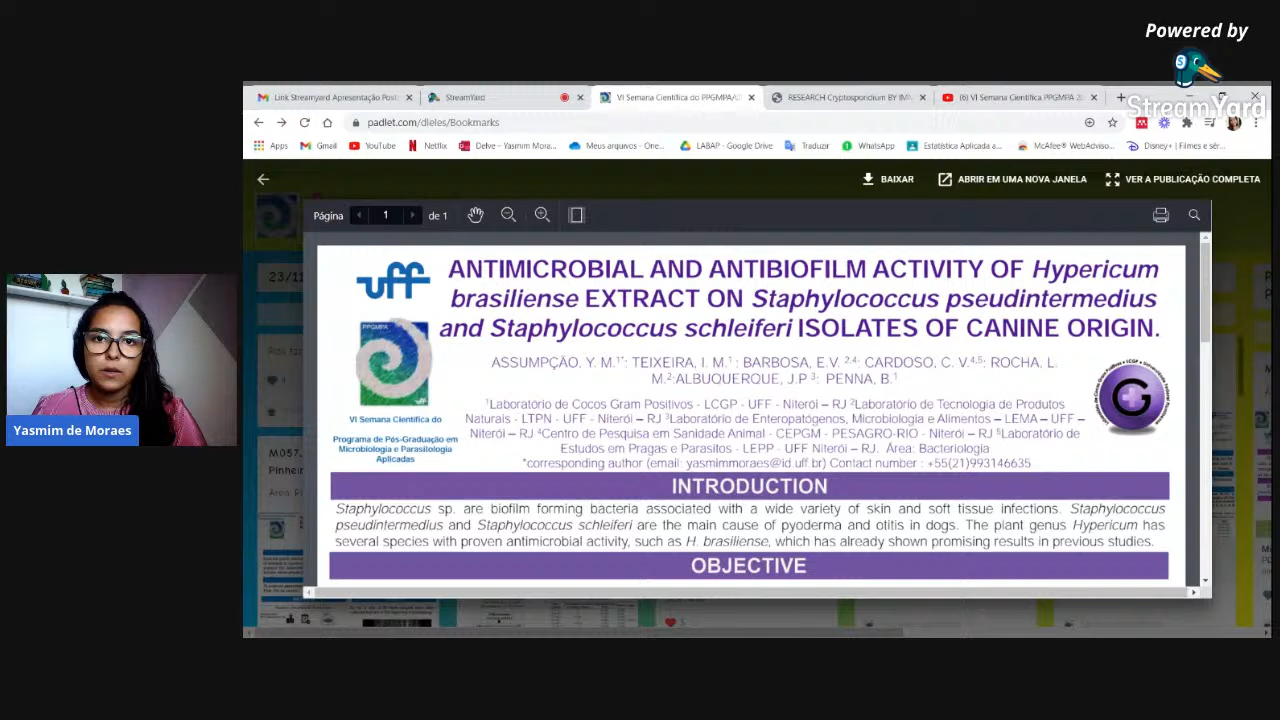 Powered by
StreamYard
Link Streamyard Apresentação Post
StreamYard
VI Semana Científica do PPGMPA/
RESEARCH Cryptosporidium BY IM
(6) VI Semana Científica PPGMPA 2
padlet.com/dleles/Bookmarks
Apps
Gmail
YouTube
Netflix
Delve – Yasmim Mora...
Meus arquivos - One...
LABAP - Google Drive
Traduzir
WhatsApp
Estatística Aplicada a...
McAfee® WebAdviso...
Disney+ | Filmes e sér...
BAIXAR
ABRIR EM UMA NOVA JANELA
VER A PUBLICAÇÃO COMPLETA
Página
1
de 1
uff
ANTIMICROBIAL AND ANTIBIOFILM ACTIVITY OF Hypericum
brasiliense EXTRACT ON Staphylococcus pseudintermedius
and Staphylococcus schleiferi ISOLATES OF CANINE ORIGIN.
PPGMPA
VI Semana Científica do
Programa de Pós-Graduação em
Microbiologia e Parasitologia
Aplicadas
ASSUMPÇÃO, Y. M.¹*; TEIXEIRA, I. M.¹ ; BARBOSA, E.V. ²,⁴; CARDOSO, C. V.⁴,⁵; ROCHA, L.
M.²;ALBUQUERQUE, J.P ³; PENNA, B.¹
¹Laboratório de Cocos Gram Positivos - LCGP - UFF - Niterói – RJ ²Laboratório de Tecnologia de Produtos
Naturais - LTPN - UFF - Niterói – RJ ³Laboratório de Enteropatógenos, Microbiologia e Alimentos – LEMA – UFF –
Niterói – RJ ⁴Centro de Pesquisa em Sanidade Animal - CEPGM - PESAGRO-RIO - Niterói - RJ ⁵Laboratório de
Estudos em Pragas e Parasitos - LEPP - UFF Niterói – RJ. Área: Bacteriologia
*corresponding author (email: yasmimmoraes@id.uff.br) Contact number : +55(21)993146635
INTRODUCTION
Staphylococcus sp. are biofilm forming bacteria associated with a wide variety of skin and soft tissue infections. Staphylococcus
pseudintermedius and Staphylococcus schleiferi are the main cause of pyoderma and otitis in dogs. The plant genus Hypericum has
several species with proven antimicrobial activity, such as H. brasiliense, which has already shown promising results in previous studies.
OBJECTIVE
Yasmim de Moraes
23/11
M057.
Pinheir